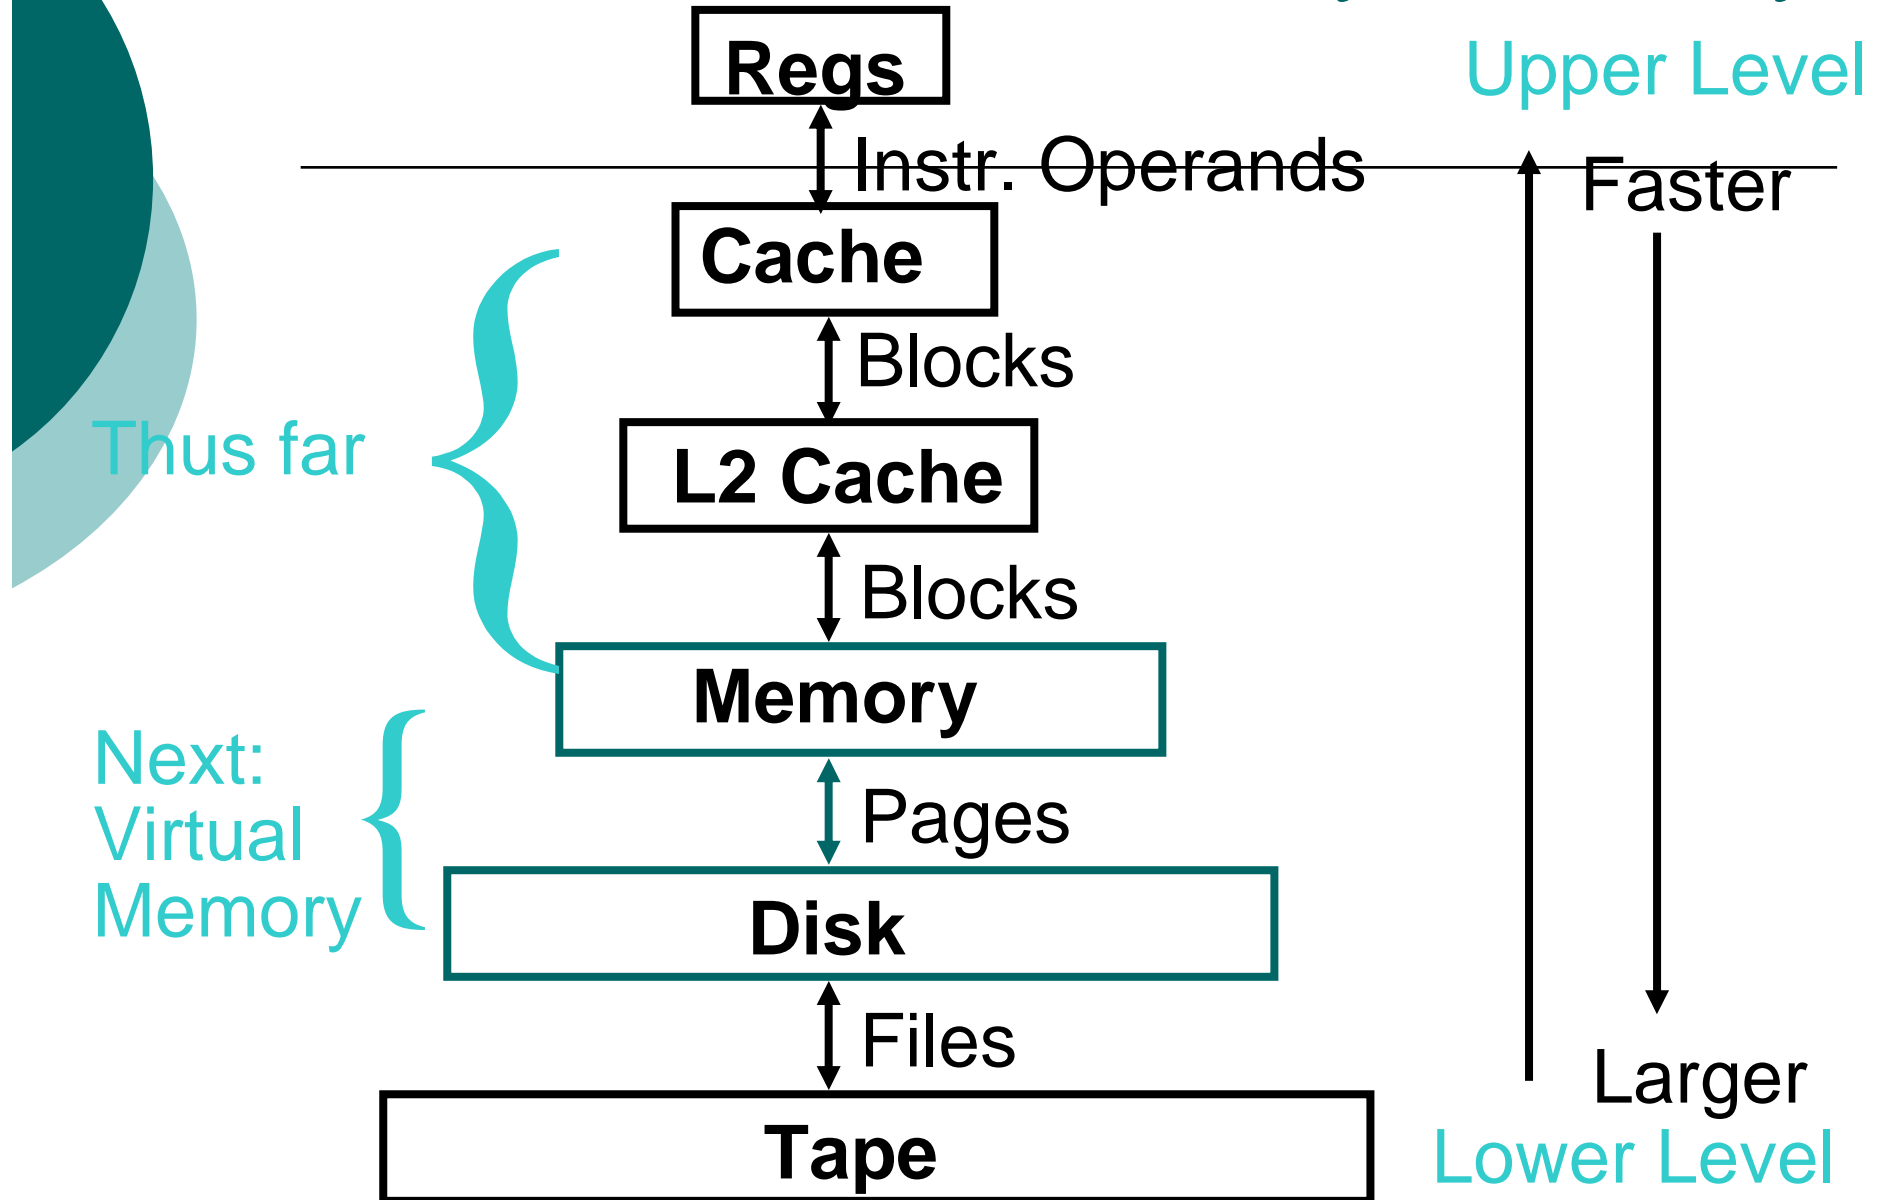 Regs
Upper Level
Instr. Operands
Faster
Cache
Blocks
Thus far
L2 Cache
Blocks
Memory
Next:
Virtual
Memory
Pages
Disk
Files
Larger
Tape
Lower Level